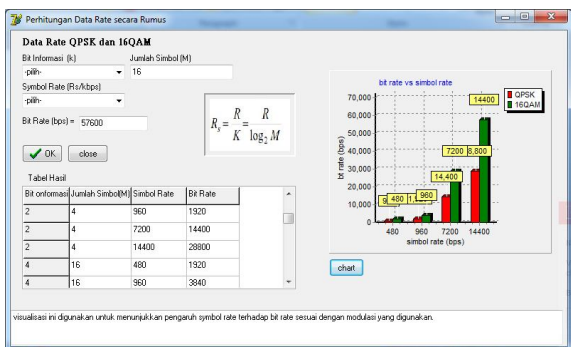 Perhitungan Data Rate secara Rumus
Data Rate QPSK dan 16QAM
Bit Informasi (k)
Jumlah Simbol (M)
-pilih-
16
Symbol Rate (Rs/kbps)
-pilih-
Bit Rate (bps) = 57600
R_s = R / K = R / log_2 M
OK
close
Tabel Hasil
Bit onformasi Jumlah Simbol(M) Simbol Rate Bit Rate
2 4 960 1920
2 4 7200 14400
2 4 14400 28800
4 16 480 1920
4 16 960 3840
bit rate vs simbol rate
QPSK
16QAM
bt rate (bps)
70,000
60,000
50,000
40,000
30,000
20,000
10,000
0
14400
7200
8,800
14,400
960
480
480 960 7200 14400
simbol rate (bps)
chart
visualisasi ini digunakan untuk menunjukkan pengaruh symbol rate terhadap bit rate sesuai dengan modulasi yang digunakan.